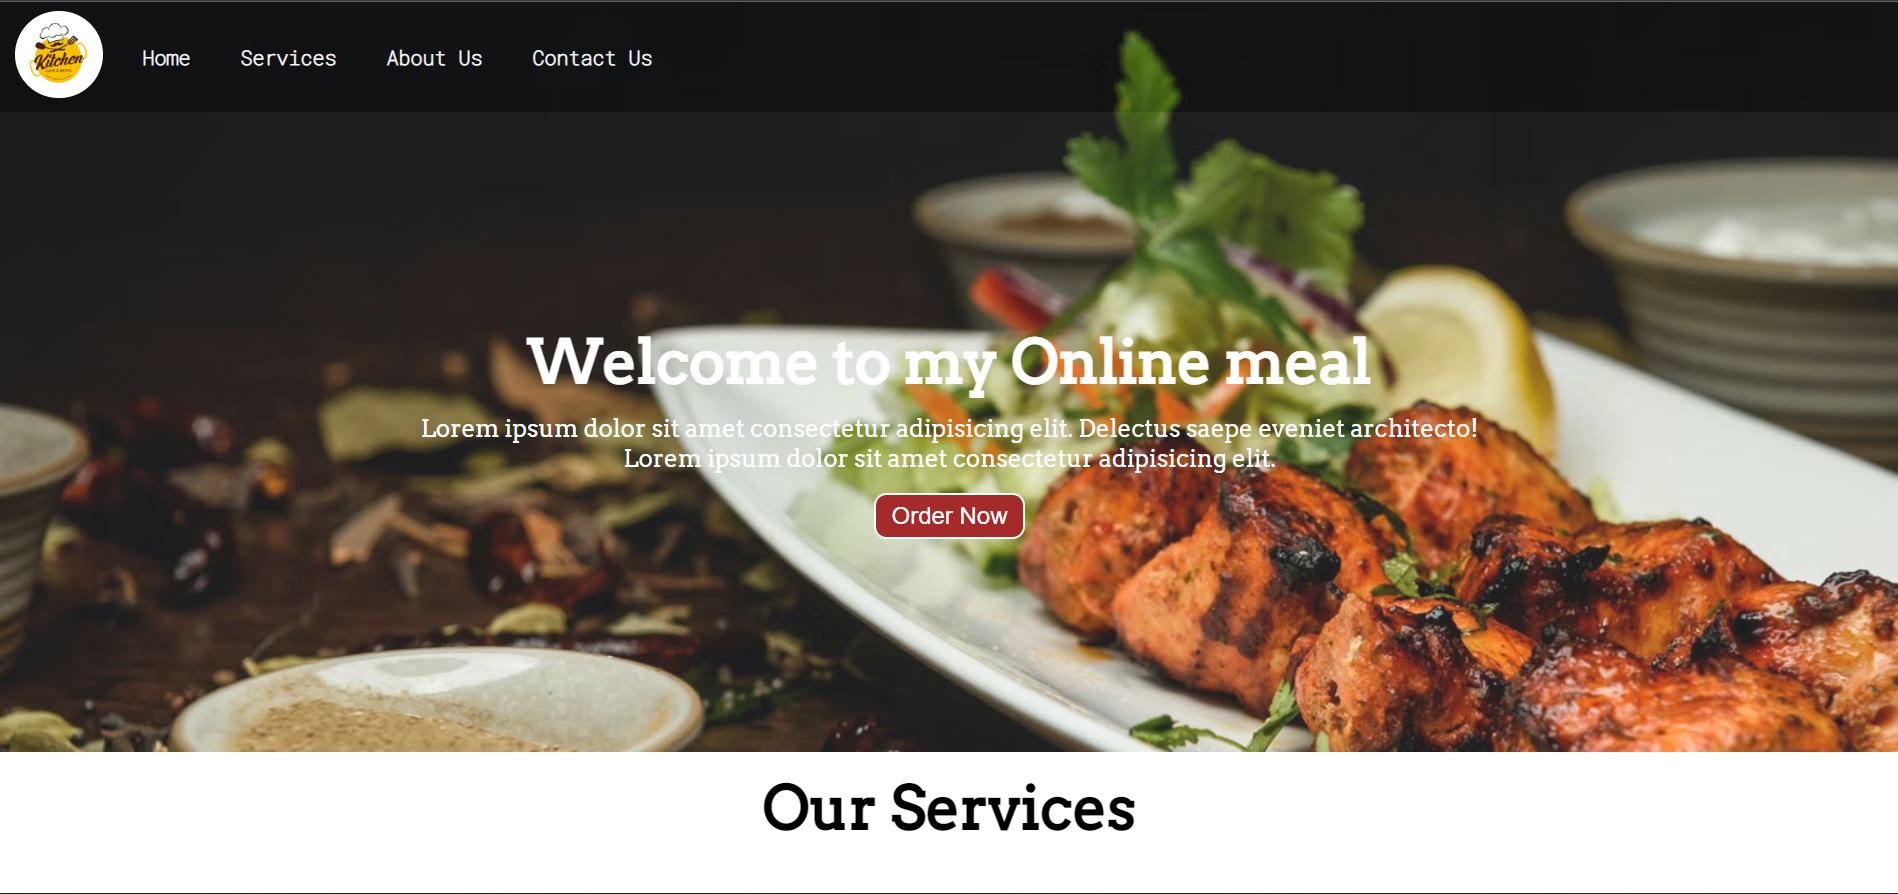 Kitchen
Home Services About Us Contact Us
Welcome to my Online meal
Lorem ipsum dolor sit amet consectetur adipisicing elit. Delectus saepe eveniet architecto!
Lorem ipsum dolor sit amet consectetur adipisicing elit.
Order Now
Our Services